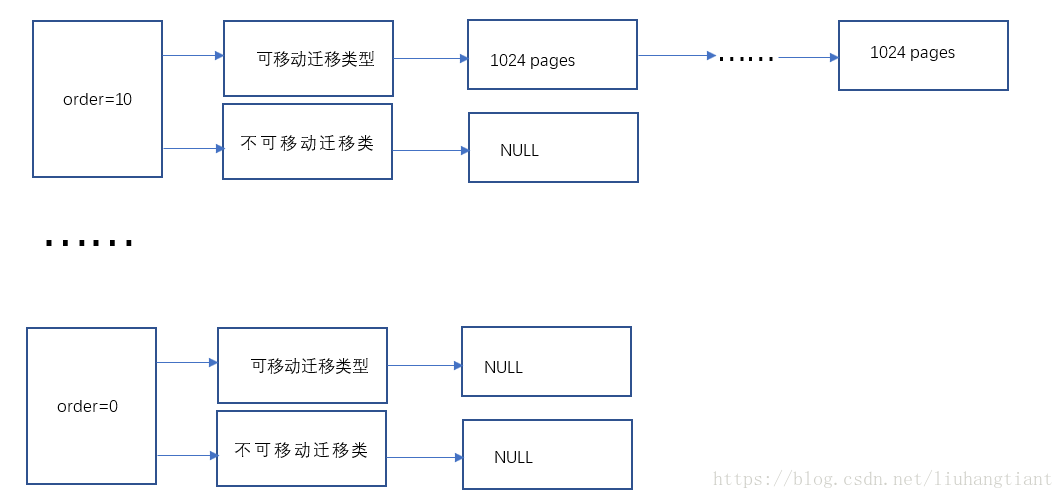 order=10
可移动迁移类型
1024 pages
......
1024 pages
不可移动迁移类
NULL
......
order=0
可移动迁移类型
NULL
不可移动迁移类
NULL
https://blog.csdn.net/liuhangtiant